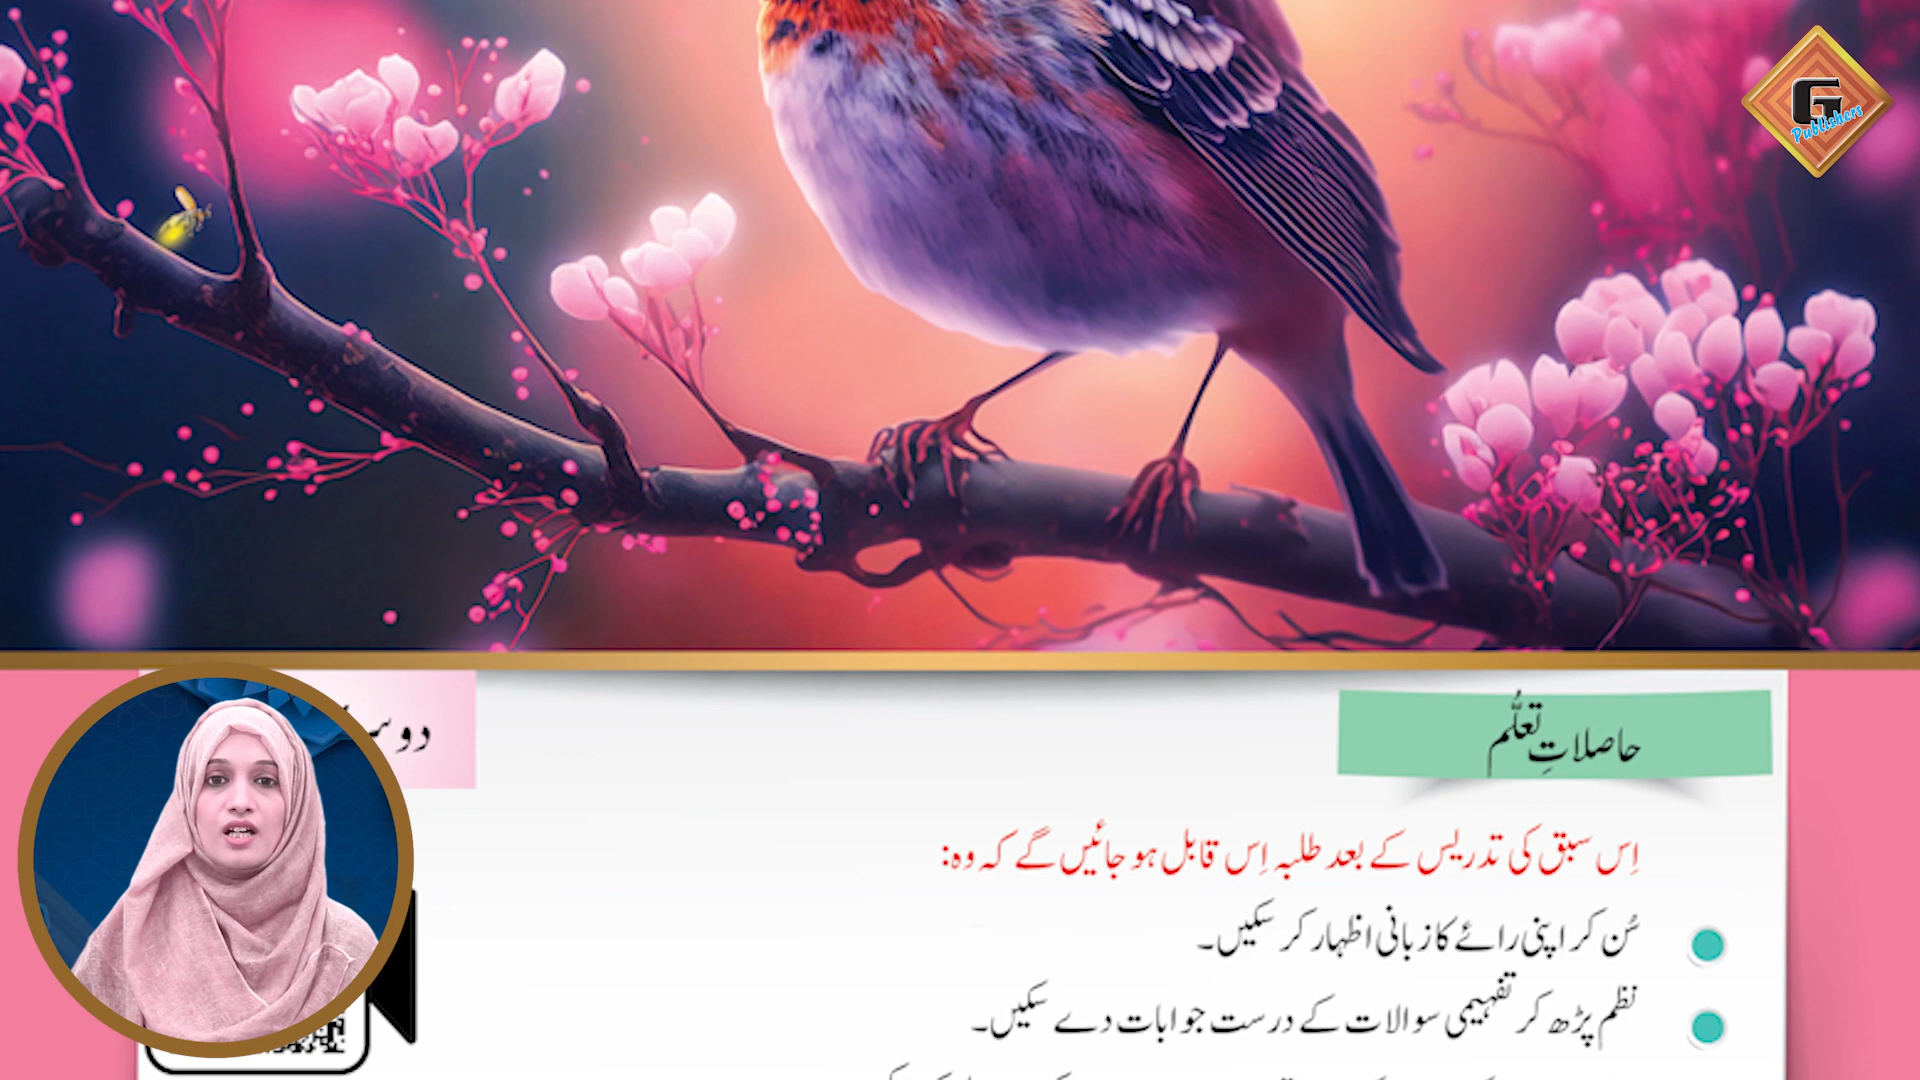 G
Publishers
حاصلاتِ تعلُّم
اِس سبق کی تدریس کے بعد طلبہ اِس قابل ہو جائیں گے کہ وہ:
سُن کر اپنی رائے کا زبانی اظہار کر سکیں۔
نظم پڑھ کر تفہیمی سوالات کے درست جوابات دے سکیں۔